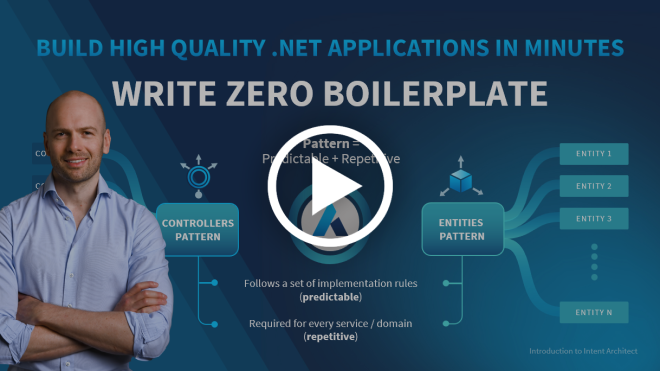 BUILD HIGH QUALITY .NET APPLICATIONS IN MINUTES
WRITE ZERO BOILERPLATE
Pattern =
Predictable + Repetitive
CONTROLLERS
PATTERN
ENTITIES
PATTERN
ENTITY 1
ENTITY 2
ENTITY 3
ENTITY N
Follows a set of implementation rules
(predictable)
Required for every service / domain
(repetitive)
Introduction to Intent Architect